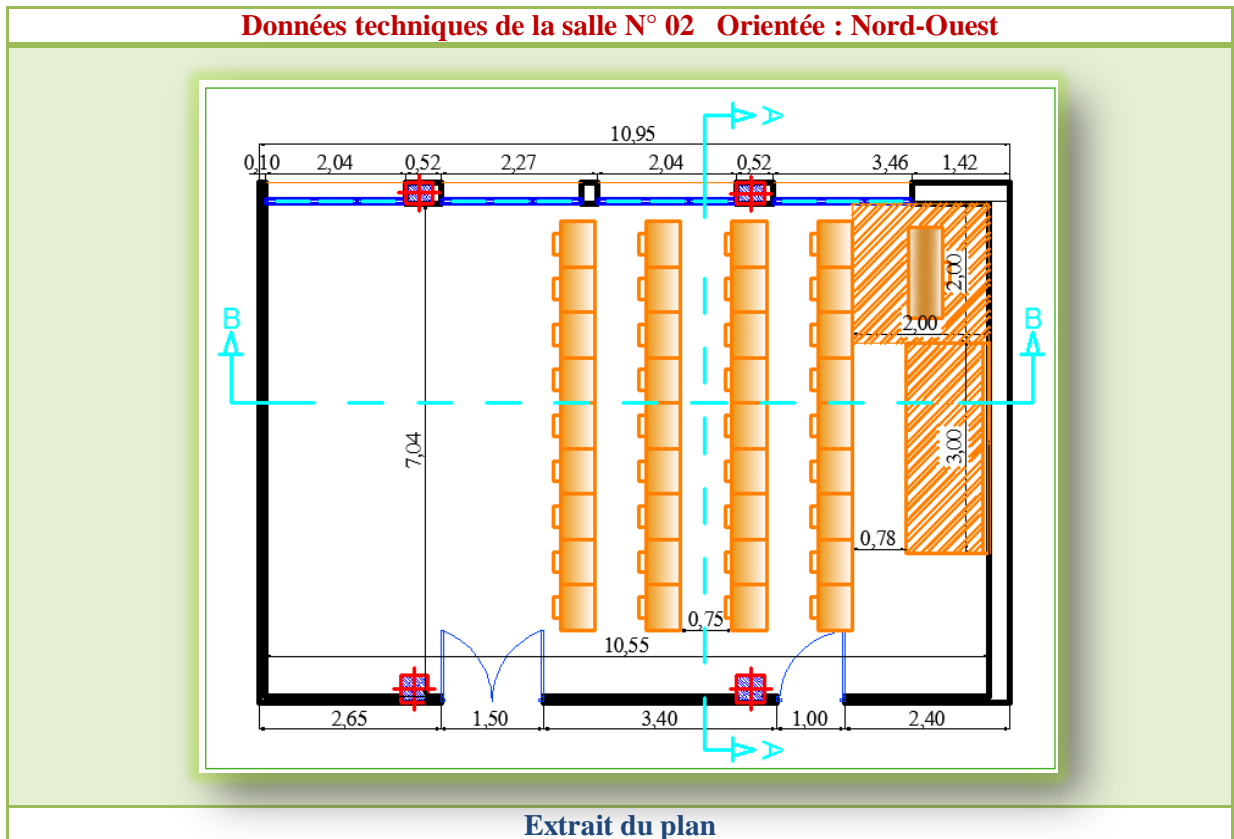 Données techniques de la salle N° 02 Orientée : Nord-Ouest
A
10,95
0,10 2,04 0,52 2,27 2,04 0,52 3,46 1,42
2,00
B 2,00 B
7,04 3,00
0,78
0,75
10,55
2,65 1,50 3,40 1,00 2,40
A
Extrait du plan